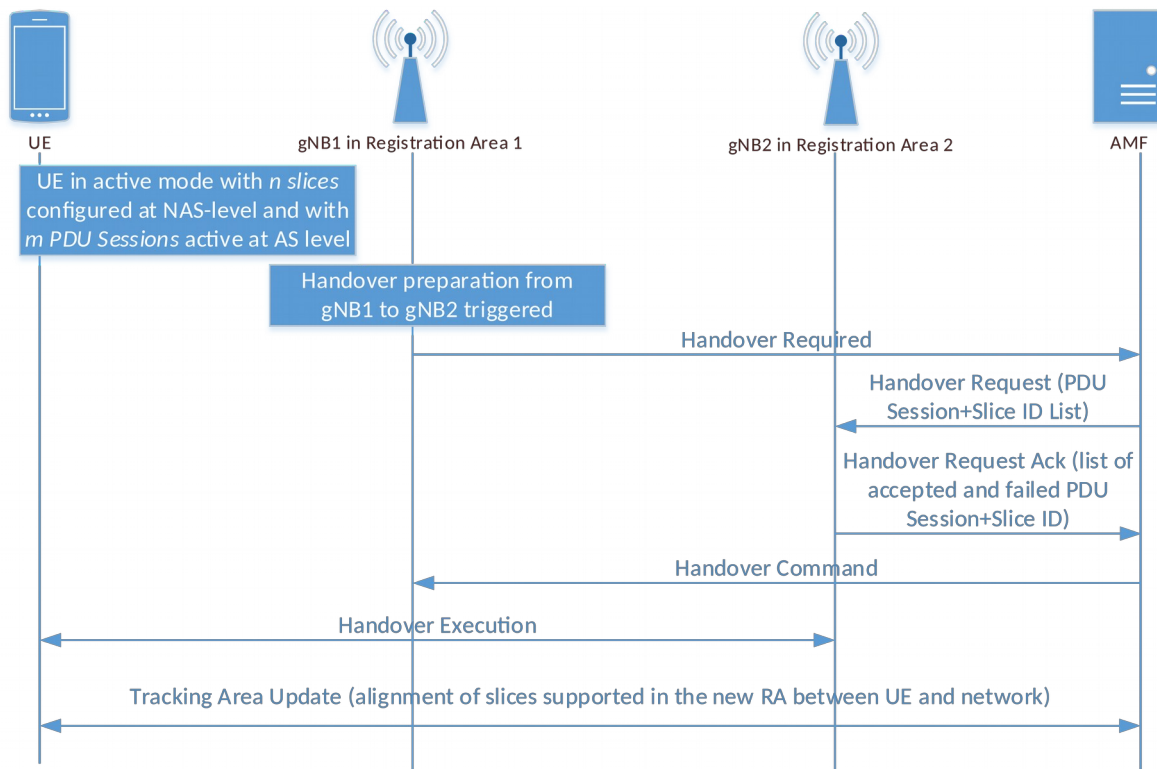 UE
gNB1 in Registration Area 1
gNB2 in Registration Area 2
AMF
UE in active mode with n slices
configured at NAS-level and with
m PDU Sessions active at AS level
Handover preparation from
gNB1 to gNB2 triggered
Handover Required
Handover Request (PDU
Session+Slice ID List)
Handover Request Ack (list of
accepted and failed PDU
Session+Slice ID)
Handover Command
Handover Execution
Tracking Area Update (alignment of slices supported in the new RA between UE and network)